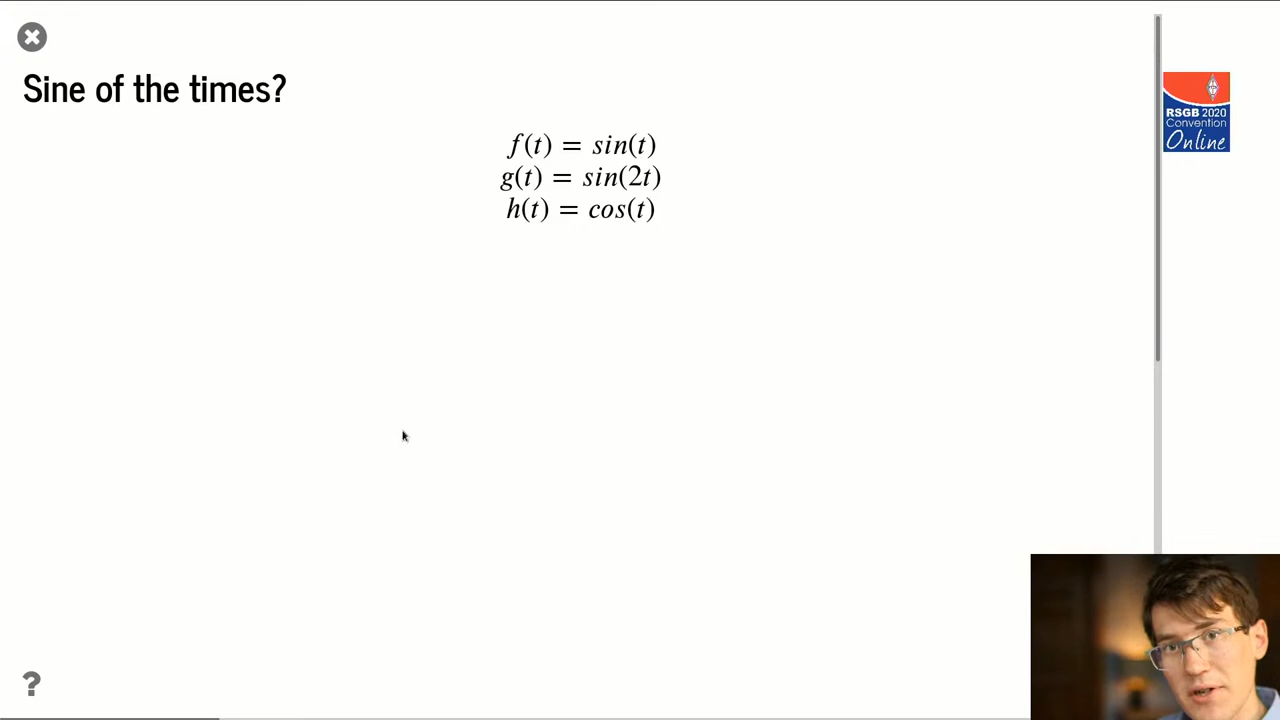 Sine of the times?
f(t) = sin(t)
g(t) = sin(2t)
h(t) = cos(t)
RSGB 2020
Convention
Online
?